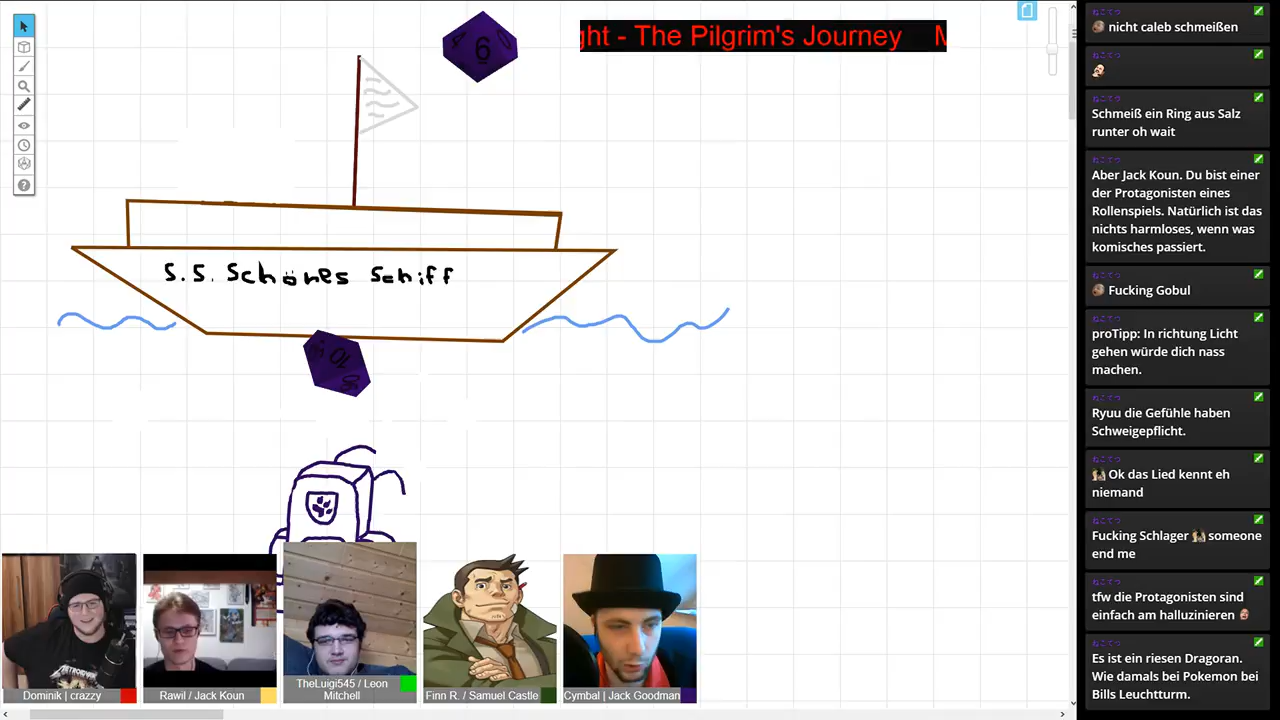 ght - The Pilgrim's Journey M
6
S.S. Schönes Schiff
10
Dominik | crazzy
Rawil / Jack Koun
TheLuigi545 / Leon
Mitchell
Finn R. / Samuel Castle
Cymbal | Jack Goodman
nicht caleb schmeißen
Schmeiß ein Ring aus Salz
runter oh wait
Aber Jack Koun. Du bist einer
der Protagonisten eines
Rollenspiels. Natürlich ist das
nichts harmloses, wenn was
komisches passiert.
Fucking Gobul
proTipp: In richtung Licht
gehen würde dich nass
machen.
Ryuu die Gefühle haben
Schweigepflicht.
Ok das Lied kennt eh
niemand
Fucking Schlager someone
end me
tfw die Protagonisten sind
einfach am halluzinieren
Es ist ein riesen Dragoran.
Wie damals bei Pokemon bei
Bills Leuchtturm.